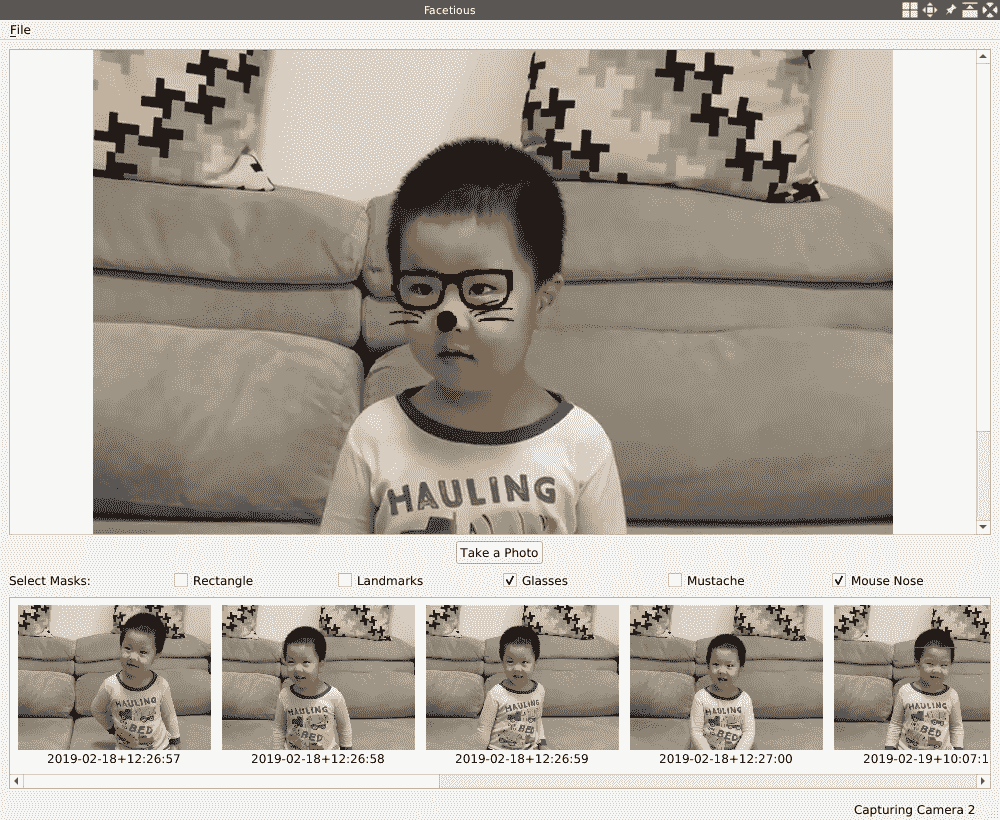 Facetious
File
HAULING
Take a Photo
Select Masks: Rectangle Landmarks Glasses Mustache Mouse Nose
HAULING HAULING HAULING HAULING HAULING
BED BED BED BED BED
2019-02-18+12:26:57 2019-02-18+12:26:58 2019-02-18+12:26:59 2019-02-18+12:27:00 2019-02-19+10:07:1
Capturing Camera 2